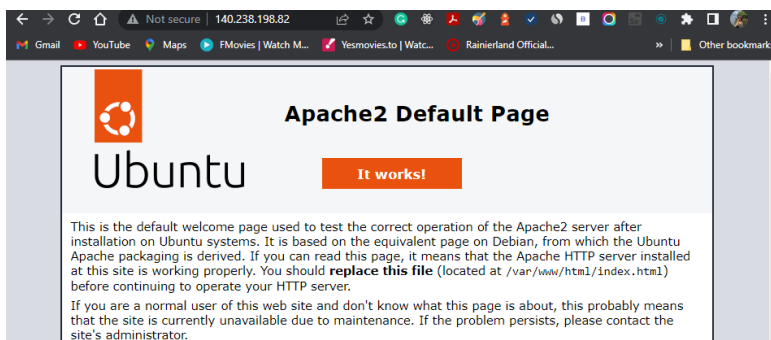 Not secure 140.238.198.82
Gmail YouTube Maps FMovies | Watch M... Yesmovies.to | Watc... Rainierland Official... » Other bookmark
Apache2 Default Page
Ubuntu
It works!
This is the default welcome page used to test the correct operation of the Apache2 server after
installation on Ubuntu systems. It is based on the equivalent page on Debian, from which the Ubuntu
Apache packaging is derived. If you can read this page, it means that the Apache HTTP server installed
at this site is working properly. You should replace this file (located at /var/www/html/index.html)
before continuing to operate your HTTP server.
If you are a normal user of this web site and don't know what this page is about, this probably means
that the site is currently unavailable due to maintenance. If the problem persists, please contact the
site's administrator.